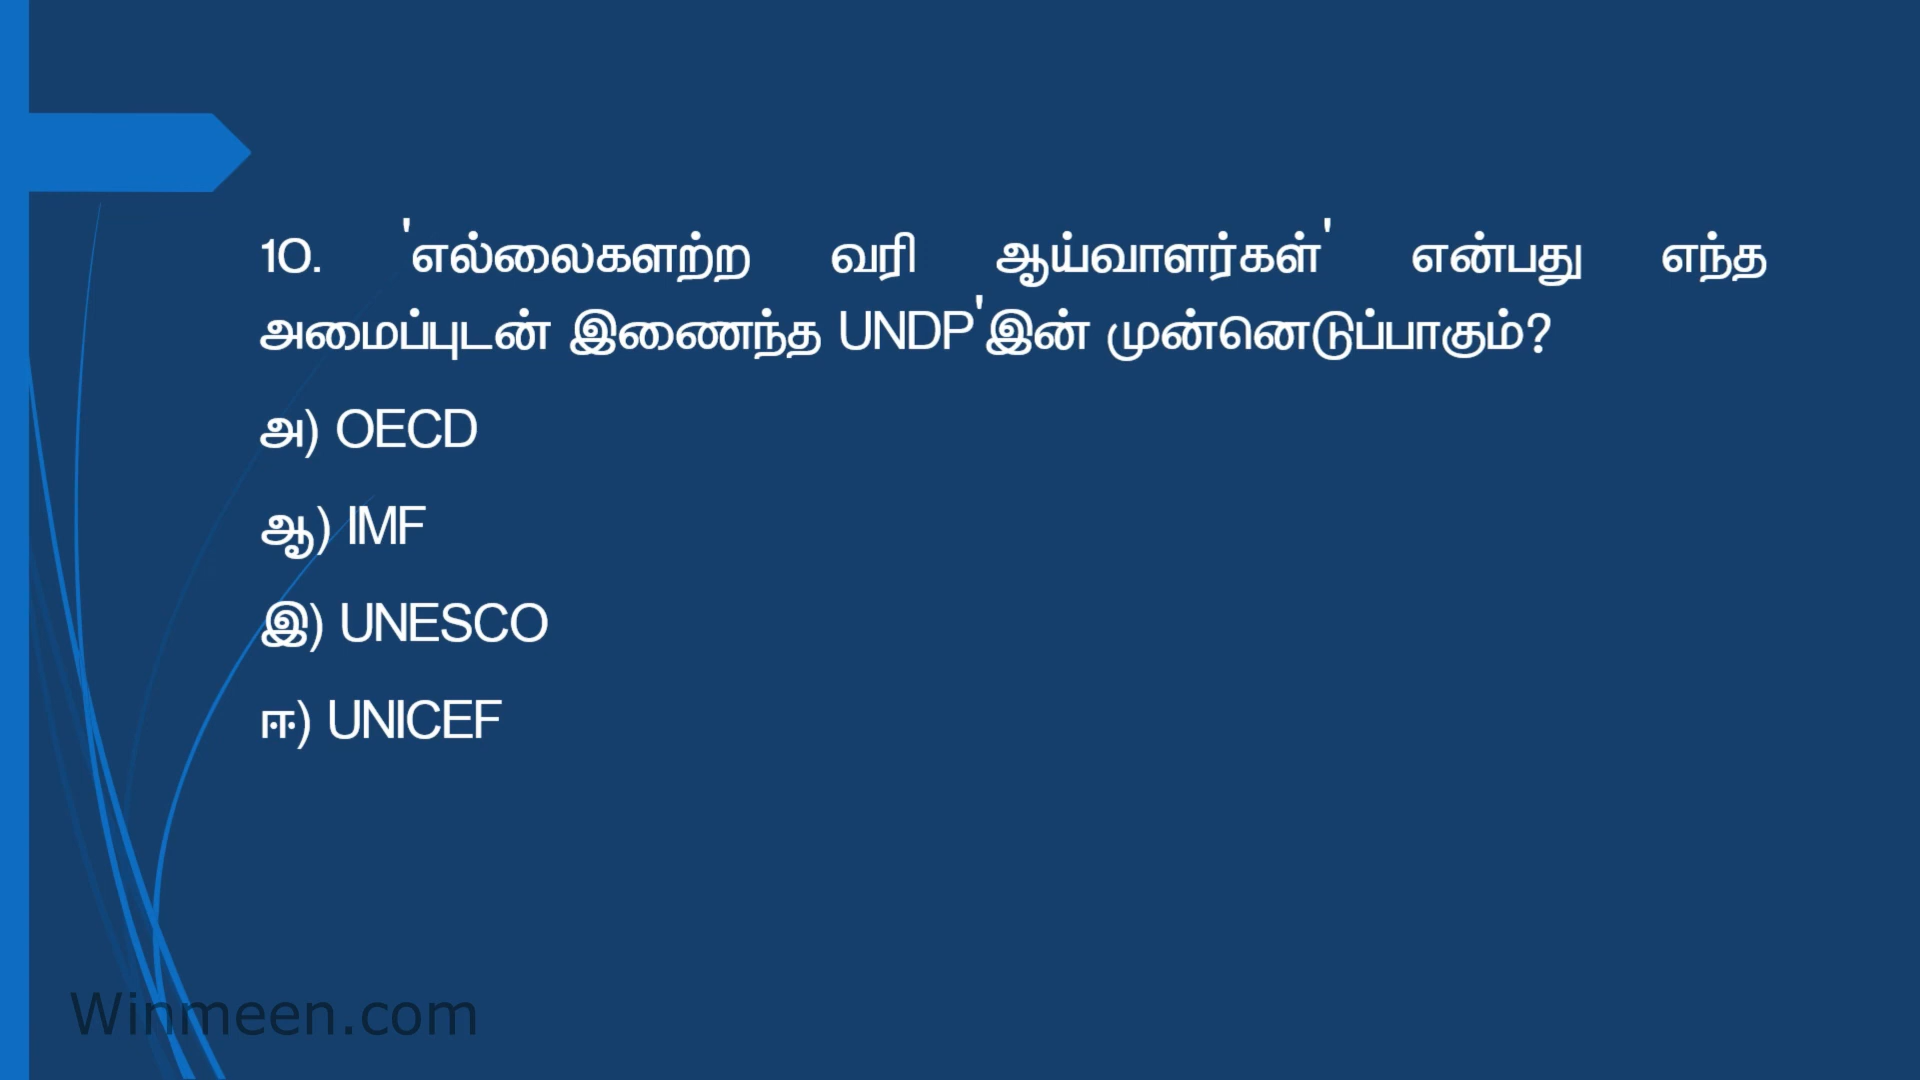 10. 'எல்லைகளற்ற வரி ஆய்வாளர்கள்' என்பது எந்த
அமைப்புடன் இணைந்த UNDP'இன் முன்னெடுப்பாகும்?
அ) OECD
ஆ) IMF
இ) UNESCO
ஈ) UNICEF
Winmeen.com